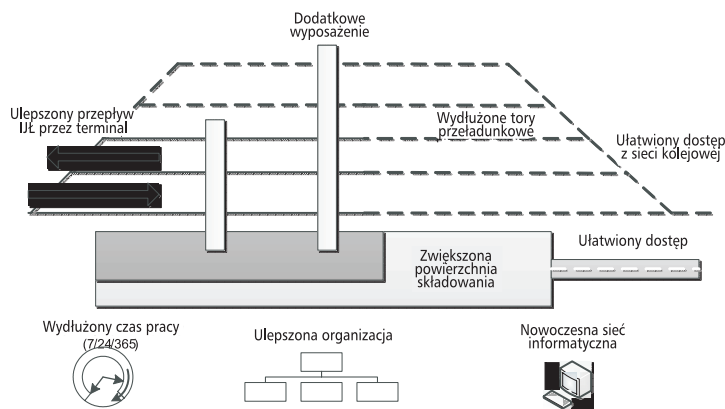 Dodatkowe
wyposażenie
Ulepszony przepływ
IJŁ przez terminal
Wydłużone tory
przeładunkowe
Ułatwiony dostęp
z sieci kolejowej
Zwiększona
powierzchnia
składowania
Ułatwiony dostęp
Wydłużony czas pracy
(7/24/365)
Ulepszona organizacja
Nowoczesna sieć
informatyczna